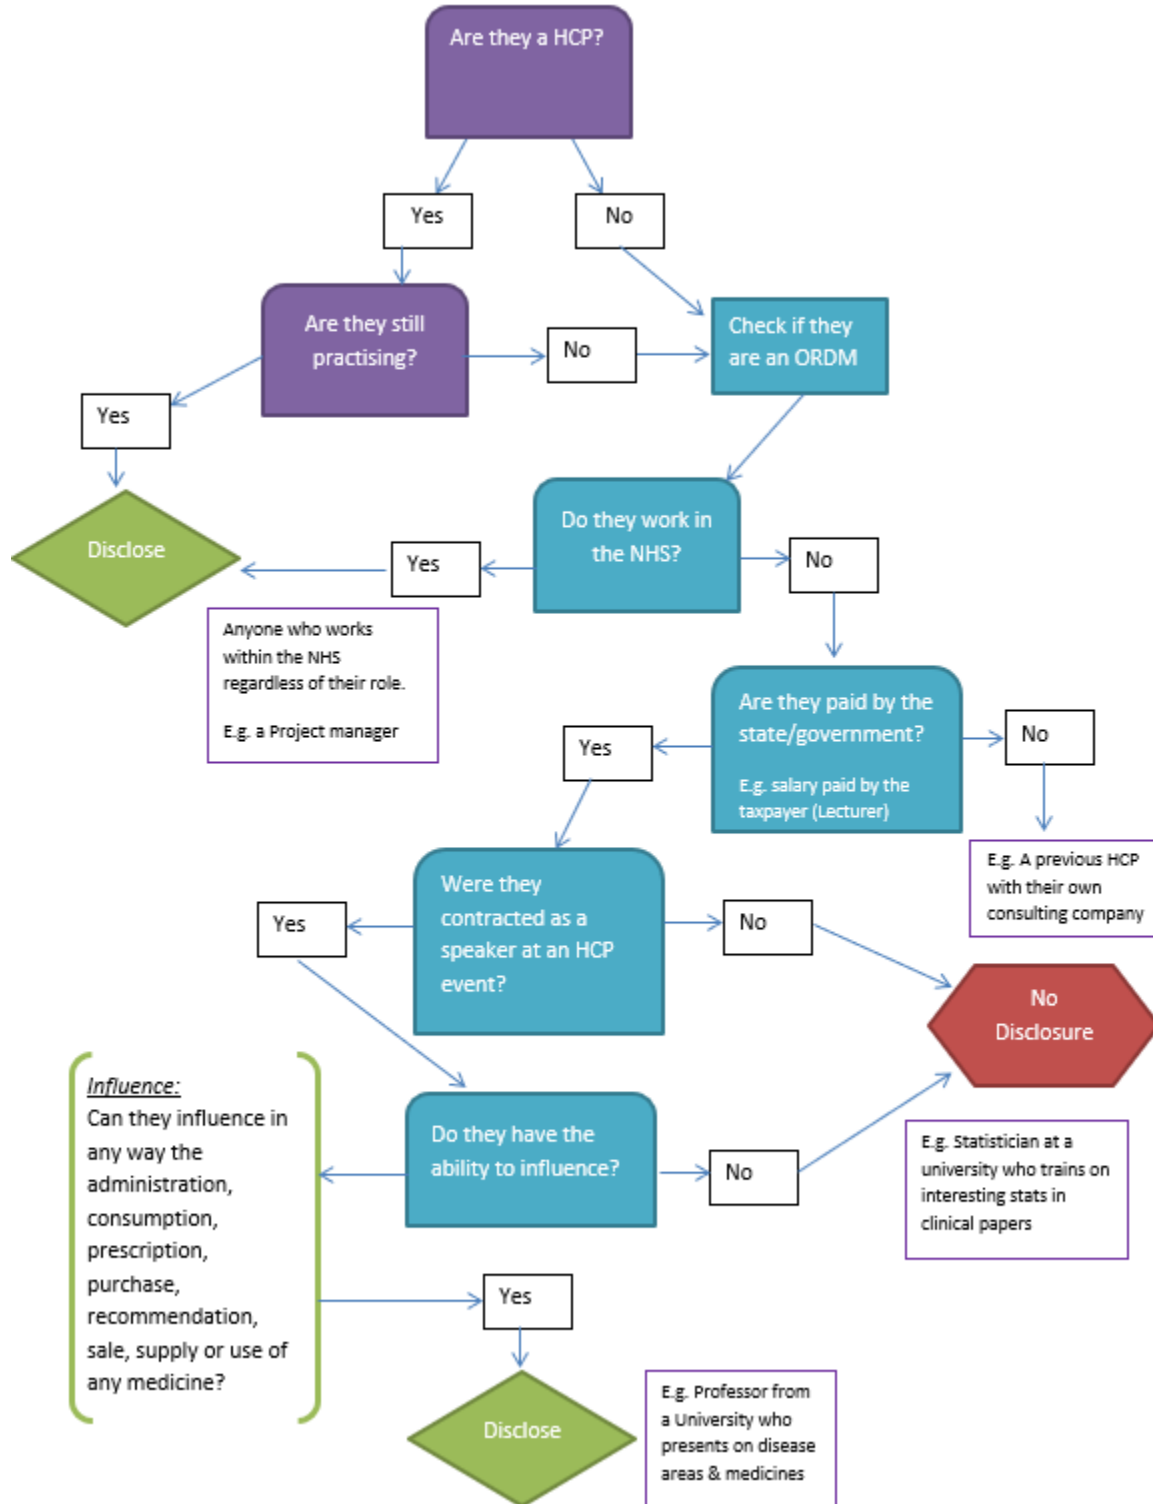 Are they a HCP?
Yes
No
Are they still
practising?
No
Check if they
are an ORDM
Yes
Disclose
Do they work in
the NHS?
Yes
No
Anyone who works
within the NHS
regardless of their role.
E.g. a Project manager
Are they paid by the
state/government?
E.g. salary paid by the
taxpayer (Lecturer)
Yes
No
E.g. A previous HCP
with their own
consulting company
Were they
contracted as a
speaker at an HCP
event?
Yes
No
No
Disclosure
Influence:
Can they influence in
any way the
administration,
consumption,
prescription,
purchase,
recommendation,
sale, supply or use of
any medicine?
Do they have the
ability to influence?
No
E.g. Statistician at a
university who trains on
interesting stats in
clinical papers
Yes
Disclose
E.g. Professor from
a University who
presents on disease
areas & medicines